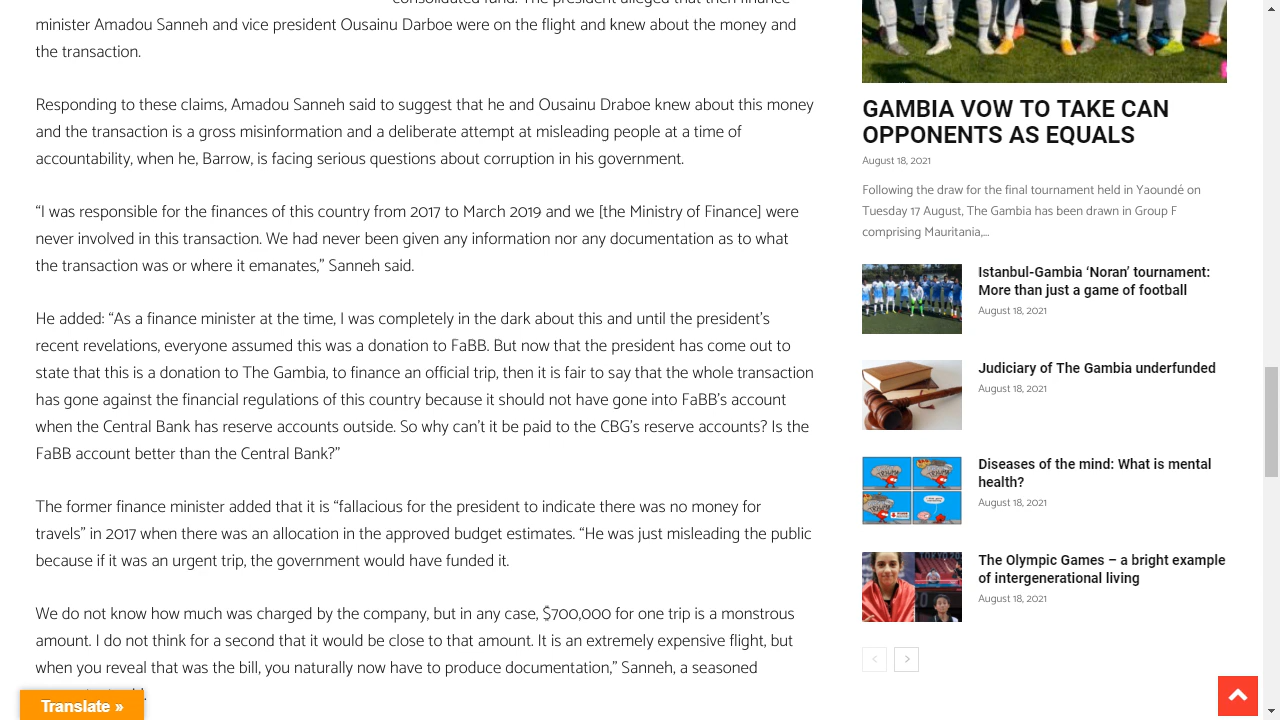 minister Amadou Sanneh and vice president Ousainu Darboe were on the flight and knew about the money and
the transaction.
Responding to these claims, Amadou Sanneh said to suggest that he and Ousainu Draboe knew about this money
and the transaction is a gross misinformation and a deliberate attempt at misleading people at a time of
accountability, when he, Barrow, is facing serious questions about corruption in his government.
“I was responsible for the finances of this country from 2017 to March 2019 and we [the Ministry of Finance] were
never involved in this transaction. We had never been given any information nor any documentation as to what
the transaction was or where it emanates,” Sanneh said.
He added: “As a finance minister at the time, I was completely in the dark about this and until the president’s
recent revelations, everyone assumed this was a donation to FaBB. But now that the president has come out to
state that this is a donation to The Gambia, to finance an official trip, then it is fair to say that the whole transaction
has gone against the financial regulations of this country because it should not have gone into FaBB’s account
when the Central Bank has reserve accounts outside. So why can’t it be paid to the CBG’s reserve accounts? Is the
FaBB account better than the Central Bank?”
The former finance minister added that it is “fallacious for the president to indicate there was no money for
travels” in 2017 when there was an allocation in the approved budget estimates. “He was just misleading the public
because if it was an urgent trip, the government would have funded it.
We do not know how much was charged by the company, but in any case, $700,000 for one trip is a monstrous
amount. I do not think for a second that it would be close to that amount. It is an extremely expensive flight, but
when you reveal that was the bill, you naturally now have to produce documentation,” Sanneh, a seasoned
Translate »
GAMBIA VOW TO TAKE CAN
OPPONENTS AS EQUALS
August 18, 2021
Following the draw for the final tournament held in Yaoundé on
Tuesday 17 August, The Gambia has been drawn in Group F
comprising Mauritania,...
Istanbul-Gambia ‘Noran’ tournament:
More than just a game of football
August 18, 2021
Judiciary of The Gambia underfunded
August 18, 2021
Diseases of the mind: What is mental
health?
August 18, 2021
The Olympic Games – a bright example
of intergenerational living
August 18, 2021